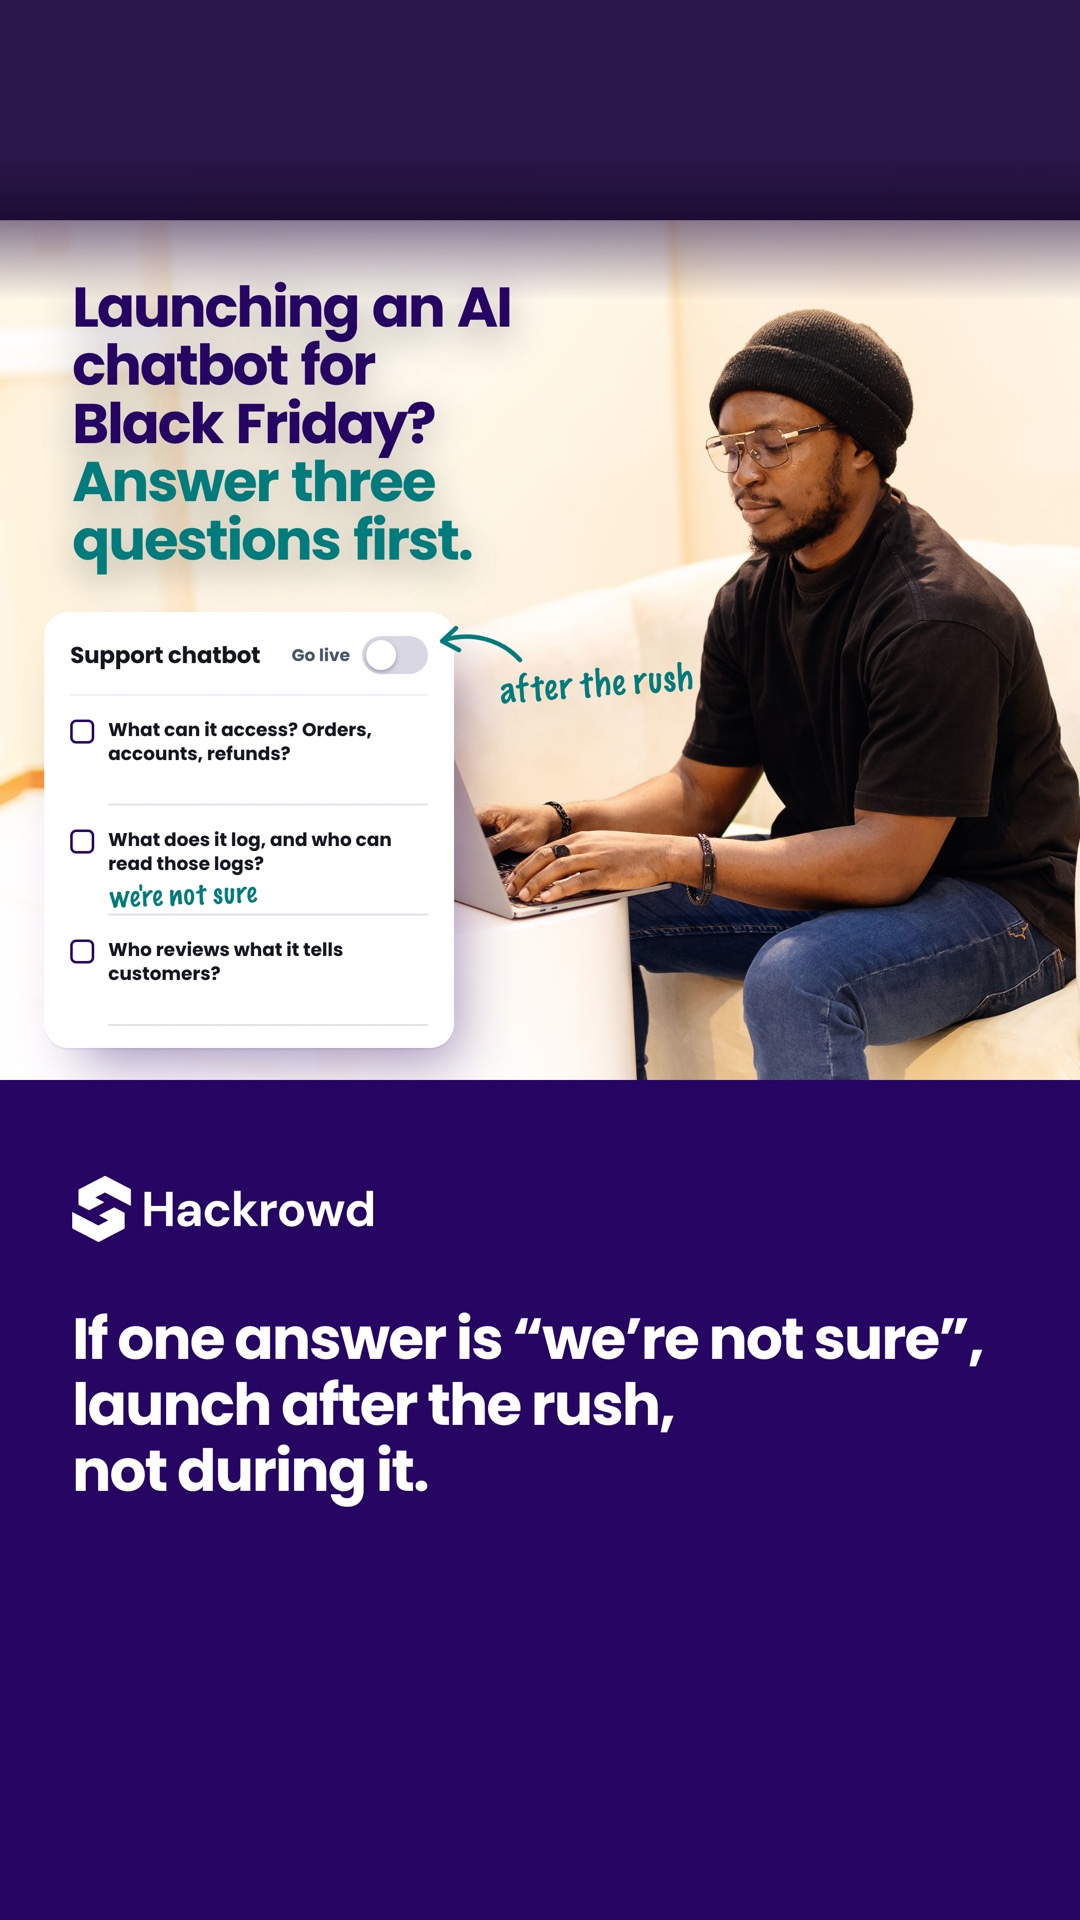 Launching an AI
chatbot for
Black Friday?
Answer three
questions first.
Support chatbot
Go live
after the rush
What can it access? Orders,
accounts, refunds?
What does it log, and who can
read those logs?
we're not sure
Who reviews what it tells
customers?
Hackrowd
If one answer is “we’re not sure”,
launch after the rush,
not during it.